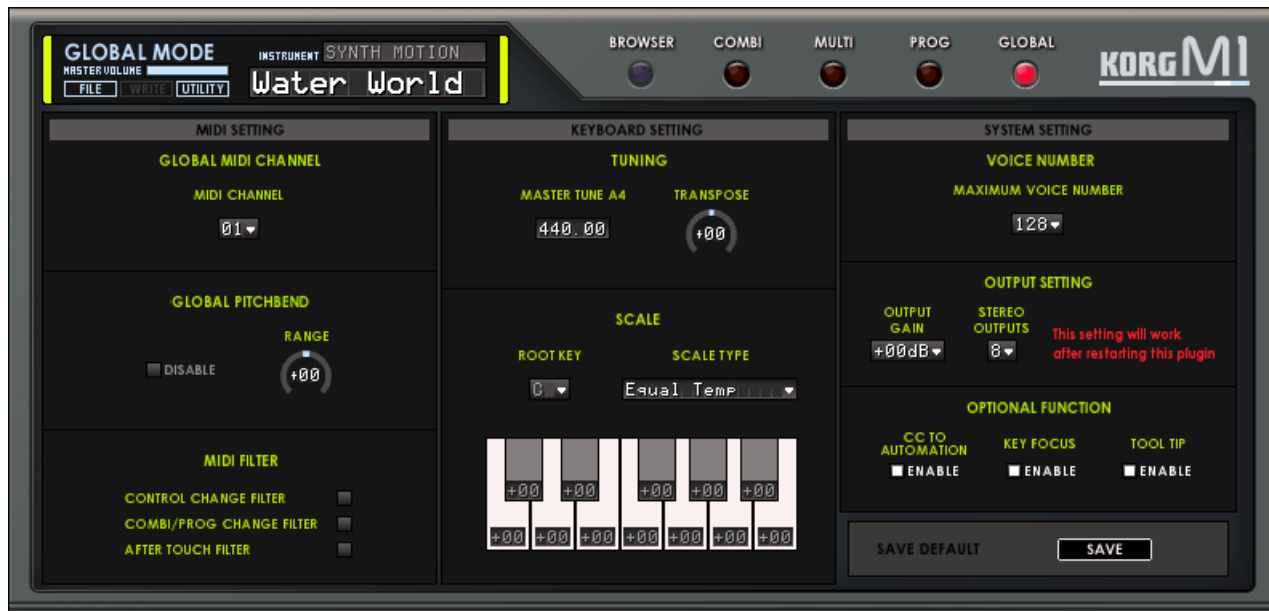 GLOBAL MODE
INSTRUMENT SYNTH MOTION
MASTER VOLUME
FILE WRITE UTILITY
Water World
BROWSER COMBI MULTI PROG GLOBAL
KORG M1
MIDI SETTING
GLOBAL MIDI CHANNEL
MIDI CHANNEL
01
GLOBAL PITCHBEND
RANGE
DISABLE
+00
MIDI FILTER
CONTROL CHANGE FILTER
COMBI/PROG CHANGE FILTER
AFTER TOUCH FILTER
KEYBOARD SETTING
TUNING
MASTER TUNE A4 TRANSPOSE
440.00 +00
SCALE
ROOT KEY SCALE TYPE
C Equal Temp
+00 +00 +00 +00 +00
+00 +00 +00 +00 +00 +00 +00
SYSTEM SETTING
VOICE NUMBER
MAXIMUM VOICE NUMBER
128
OUTPUT SETTING
OUTPUT GAIN
STEREO OUTPUTS
+00dB 8
This setting will work
after restarting this plugin
OPTIONAL FUNCTION
CC TO AUTOMATION
KEY FOCUS
TOOL TIP
ENABLE ENABLE ENABLE
SAVE DEFAULT SAVE